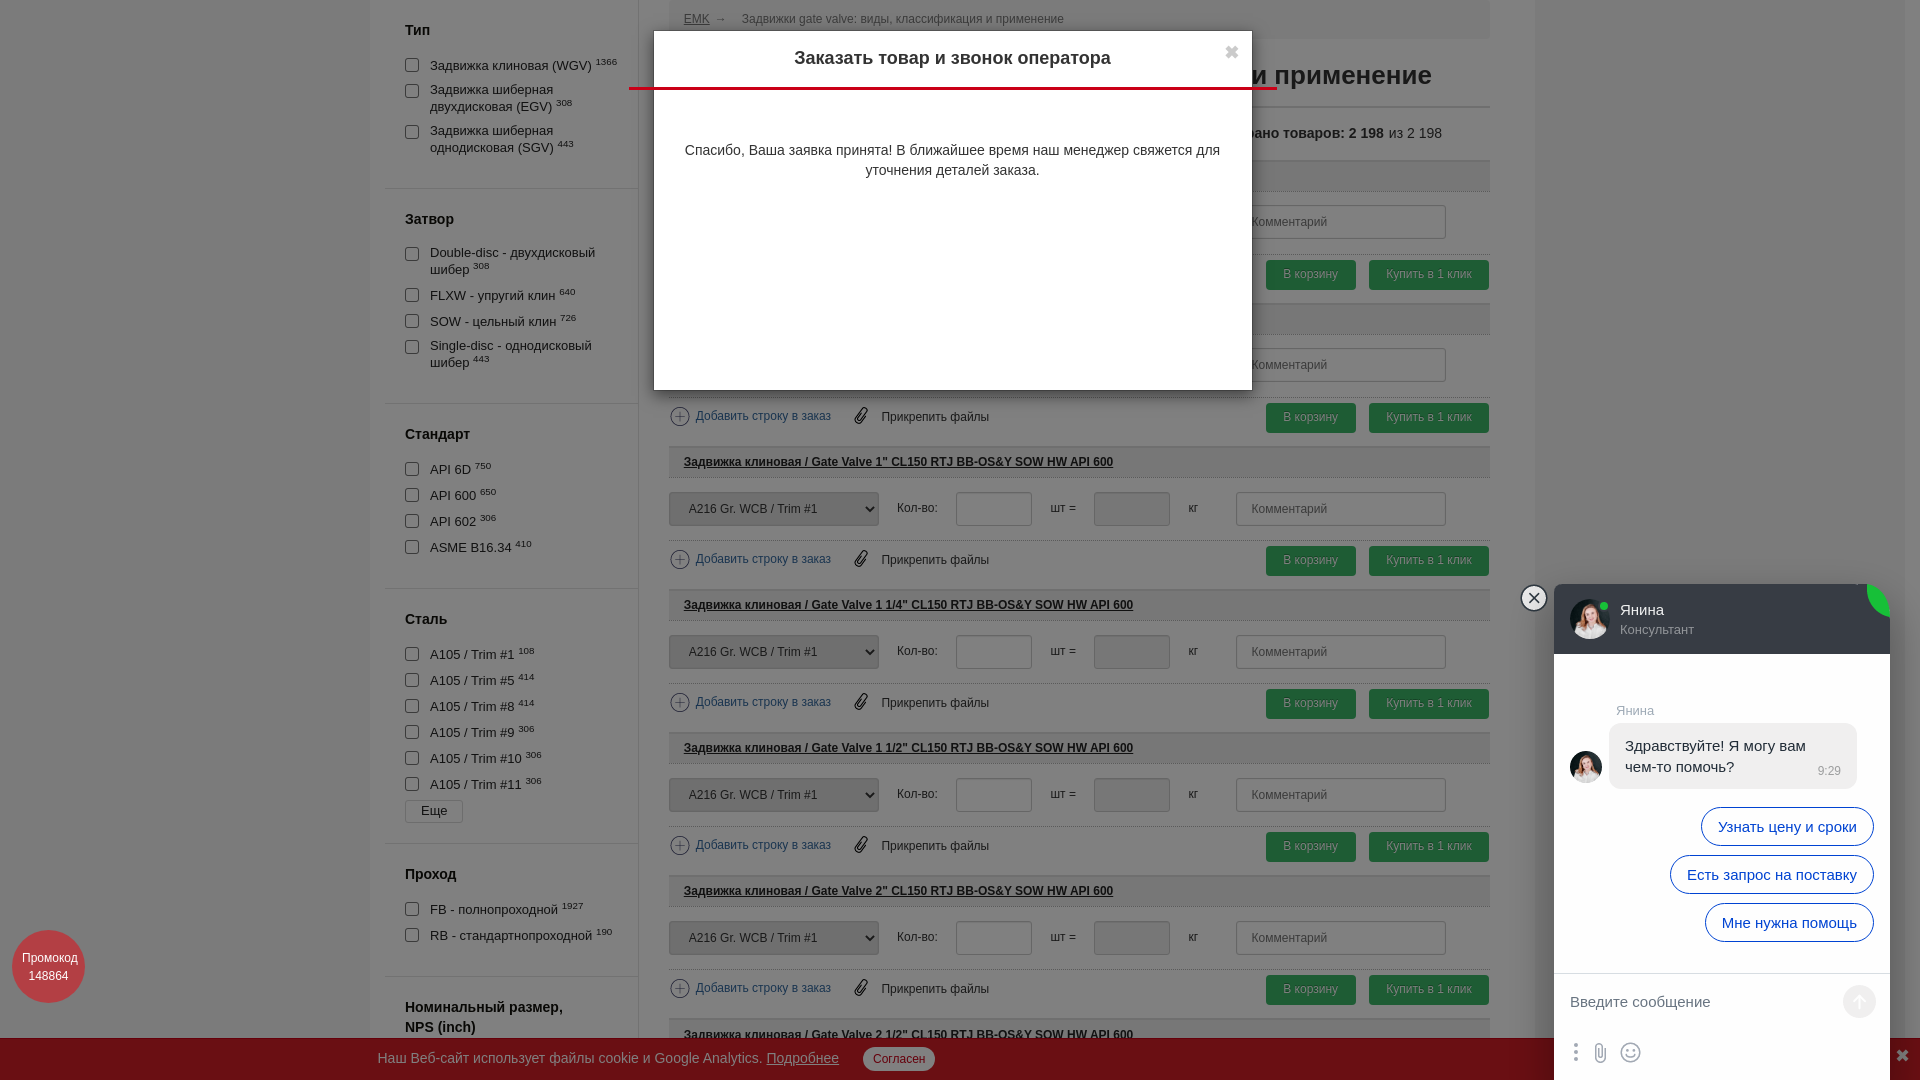 EMK → Задвижки gate valve: виды, классификация и применение
Заказать товар и звонок оператора
и применение
2 198 из 2 198
Спасибо, Ваша заявка принята! В ближайшее время наш менеджер свяжется для
уточнения деталей заказа.
Тип
Задвижка клиновая (WGV) 1366
Задвижка шиберная
двухдисковая (EGV) 308
Задвижка шиберная
однодисковая (SGV) 443
Затвор
Double-disc - двухдисковый
шибер 308
FLXW - упругий клин 640
SOW - цельный клин 726
Single-disc - однодисковый
шибер 443
Стандарт
API 6D 750
API 600 650
API 602 306
ASME B16.34 410
Сталь
A105 / Trim #1 108
A105 / Trim #5 414
A105 / Trim #8 414
A105 / Trim #9 306
A105 / Trim #10 306
A105 / Trim #11 306
Еще
Проход
FB - полнопроходной 1927
RB - стандартнопроходной 190
Номинальный размер,
NPS (inch)
Комментарий
В корзину Купить в 1 клик
Комментарий
Добавить строку в заказ Прикрепить файлы В корзину Купить в 1 клик
Задвижка клиновая / Gate Valve 1" CL150 RTJ BB-OS&Y SOW HW API 600
A216 Gr. WCB / Trim #1 Кол-во: шт = кг Комментарий
Добавить строку в заказ Прикрепить файлы В корзину Купить в 1 клик
Задвижка клиновая / Gate Valve 1 1/4" CL150 RTJ BB-OS&Y SOW HW API 600
A216 Gr. WCB / Trim #1 Кол-во: шт = кг Комментарий
Добавить строку в заказ Прикрепить файлы В корзину Купить в 1 клик
Задвижка клиновая / Gate Valve 1 1/2" CL150 RTJ BB-OS&Y SOW HW API 600
A216 Gr. WCB / Trim #1 Кол-во: шт = кг Комментарий
Добавить строку в заказ Прикрепить файлы В корзину Купить в 1 клик
Задвижка клиновая / Gate Valve 2" CL150 RTJ BB-OS&Y SOW HW API 600
A216 Gr. WCB / Trim #1 Кол-во: шт = кг Комментарий
Добавить строку в заказ Прикрепить файлы В корзину Купить в 1 клик
Задвижка клиновая / Gate Valve 2 1/2" CL150 RTJ BB-OS&Y SOW HW API 600
Промокод
148864
Наш Веб-сайт использует файлы cookie и Google Analytics. Подробнее Согласен
Янина
Консультант
Янина
Здравствуйте! Я могу вам
чем-то помочь? 9:29
Узнать цену и сроки
Есть запрос на поставку
Мне нужна помощь
Введите сообщение